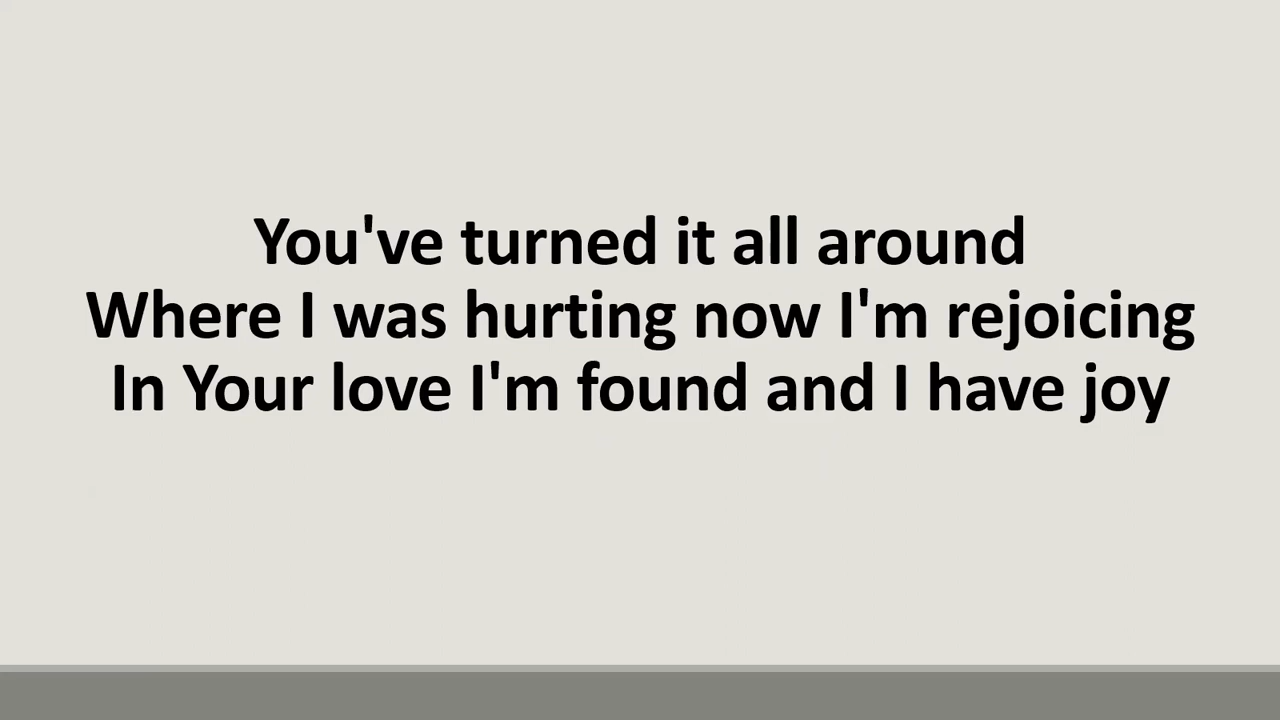 You've turned it all around
Where I was hurting now I'm rejoicing
In Your love I'm found and I have joy